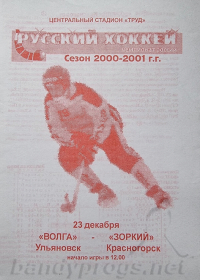 ЦЕНТРАЛЬНЫЙ СТАДИОН «ТРУД»
РУССКИЙ ХОККЕЙ
Сезон 2000-2001 г.г.
23 декабря
«ВОЛГА» - «ЗОРКИЙ»
Ульяновск Красногорск
начало игры в 12.00
bandyprogs.net